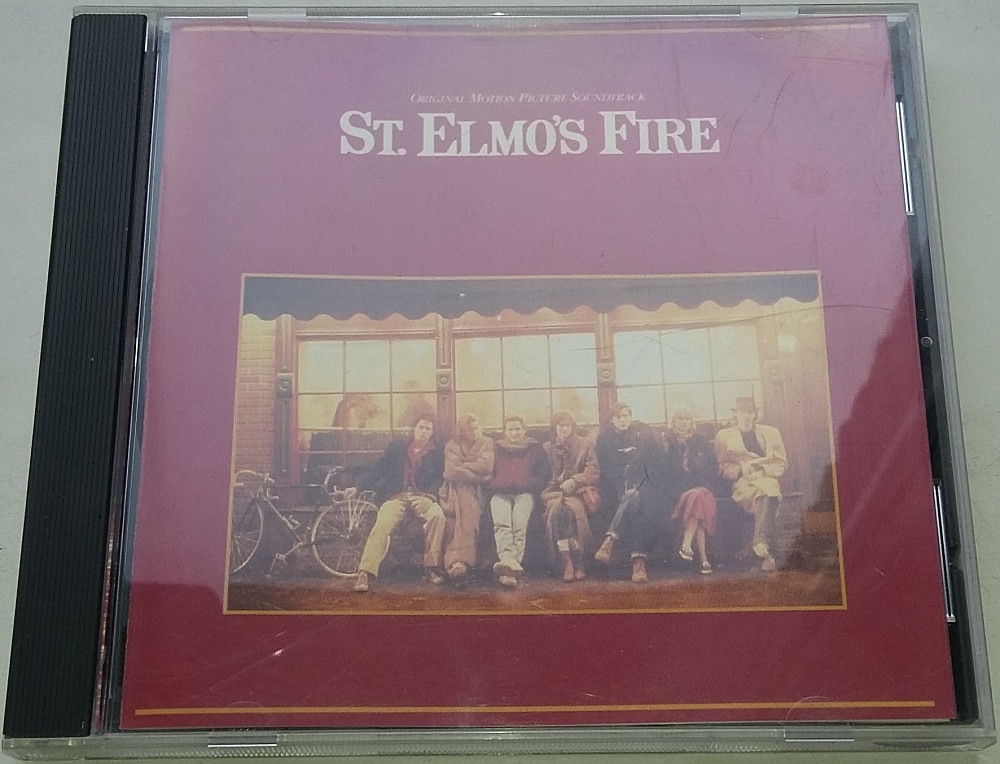 Original Motion Picture Soundtrack
St. Elmo's Fire